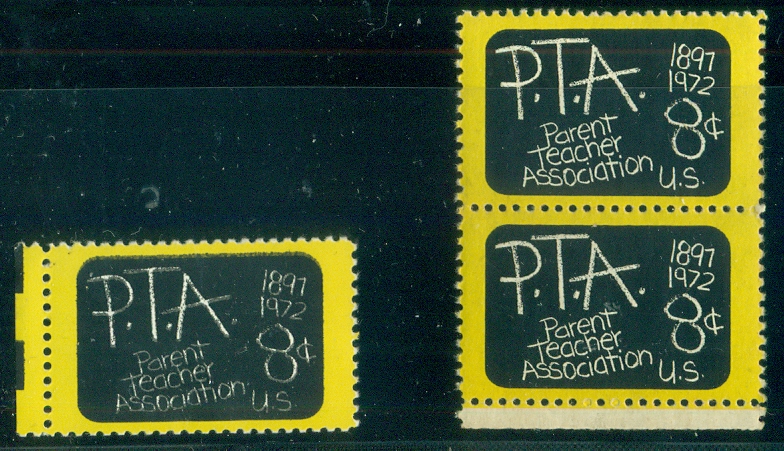 P.T.A. 1897
1972
8¢
Parent
Teacher
Association U.S.
P.T.A. 1897
1972
8¢
Parent
Teacher
Association U.S.
P.T.A. 1897
1972
8¢
Parent
Teacher
Association U.S.